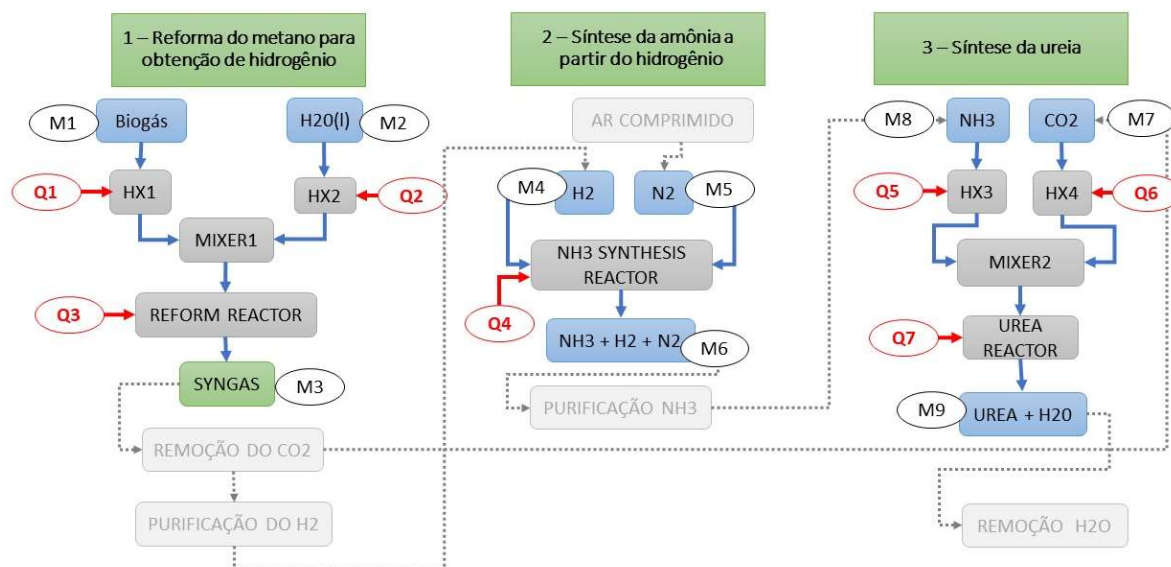 1 – Reforma do metano para
obtenção de hidrogênio
2 – Síntese da amônia a
partir do hidrogênio
3 – Síntese da ureia
M1
Biogás
H20(l)
M2
Q1
HX1
HX2
Q2
MIXER1
Q3
REFORM REACTOR
SYNGAS
M3
REMOÇÃO DO CO2
PURIFICAÇÃO DO H2
AR COMPRIMIDO
M4
H2
N2
M5
NH3 SYNTHESIS
REACTOR
Q4
NH3 + H2 + N2
M6
PURIFICAÇÃO NH3
M8
NH3
CO2
M7
Q5
HX3
HX4
Q6
MIXER2
Q7
UREA
REACTOR
M9
UREA + H20
REMOÇÃO H2O